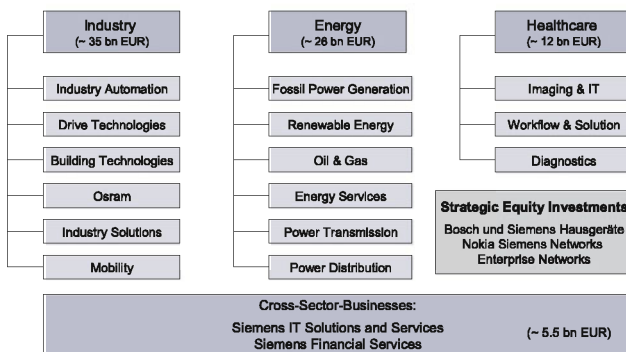 Industry
(~ 35 bn EUR)
Industry Automation
Drive Technologies
Building Technologies
Osram
Industry Solutions
Mobility
Energy
(~ 26 bn EUR)
Fossil Power Generation
Renewable Energy
Oil & Gas
Energy Services
Power Transmission
Power Distribution
Healthcare
(~ 12 bn EUR)
Imaging & IT
Workflow & Solution
Diagnostics
Strategic Equity Investments
Bosch und Siemens Hausgeräte
Nokia Siemens Networks
Enterprise Networks
Cross-Sector-Businesses:
Siemens IT Solutions and Services
Siemens Financial Services
(~ 5.5 bn EUR)